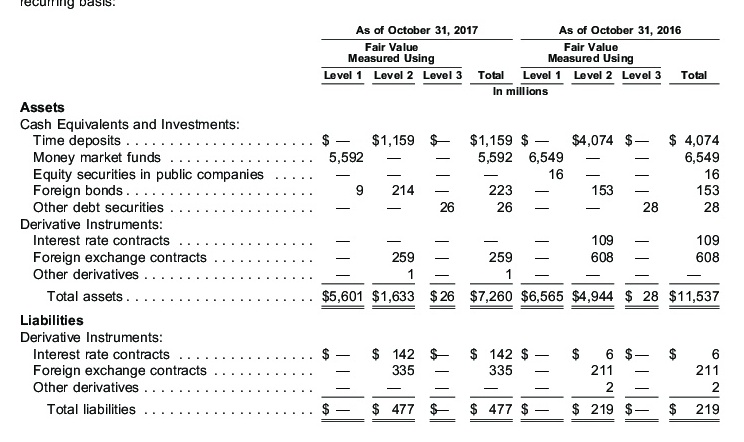 recurring basis:
As of October 31, 2017 As of October 31, 2016
Fair Value Fair Value
Measured Using Measured Using
Level 1 Level 2 Level 3 Total Level 1 Level 2 Level 3 Total
In millions
Assets
Cash Equivalents and Investments:
Time deposits . . . . . . . . . . . . . . . . . . . . . . $ — $1,159 $— $1,159 $ — $4,074 $ — $ 4,074
Money market funds . . . . . . . . . . . . . . . . . 5,592 — — 5,592 6,549 — — 6,549
Equity securities in public companies . . . . . — — — — 16 — — 16
Foreign bonds . . . . . . . . . . . . . . . . . . . . . . 9 214 — 223 — 153 — 153
Other debt securities . . . . . . . . . . . . . . . . . — — 26 26 — — 28 28
Derivative Instruments:
Interest rate contracts . . . . . . . . . . . . . . . . — — — — — 109 — 109
Foreign exchange contracts . . . . . . . . . . . . — 259 — 259 — 608 — 608
Other derivatives . . . . . . . . . . . . . . . . . . . . — 1 — 1 — — — —
Total assets . . . . . . . . . . . . . . . . . . . . . . $5,601 $1,633 $26 $7,260 $6,565 $4,944 $ 28 $11,537
Liabilities
Derivative Instruments:
Interest rate contracts . . . . . . . . . . . . . . . . $ — $ 142 $— $ 142 $ — $ 6 $ — $ 6
Foreign exchange contracts . . . . . . . . . . . . — 335 — 335 — 211 — 211
Other derivatives . . . . . . . . . . . . . . . . . . . . — — — — — 2 — 2
Total liabilities . . . . . . . . . . . . . . . . . . . . $ — $ 477 $— $ 477 $ — $ 219 $ — $ 219